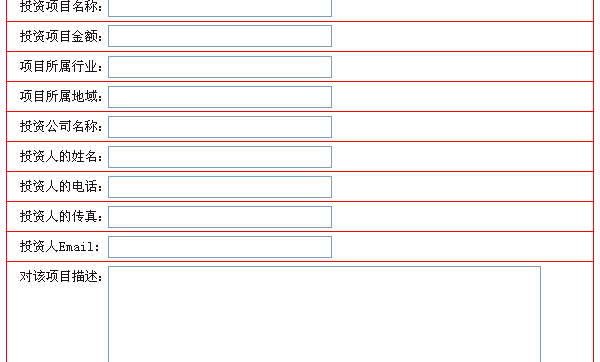 投资项目名称：
投资项目金额：
项目所属行业：
项目所属地域：
投资公司名称：
投资人的姓名：
投资人的电话：
投资人的传真：
投资人Email：
对该项目描述：